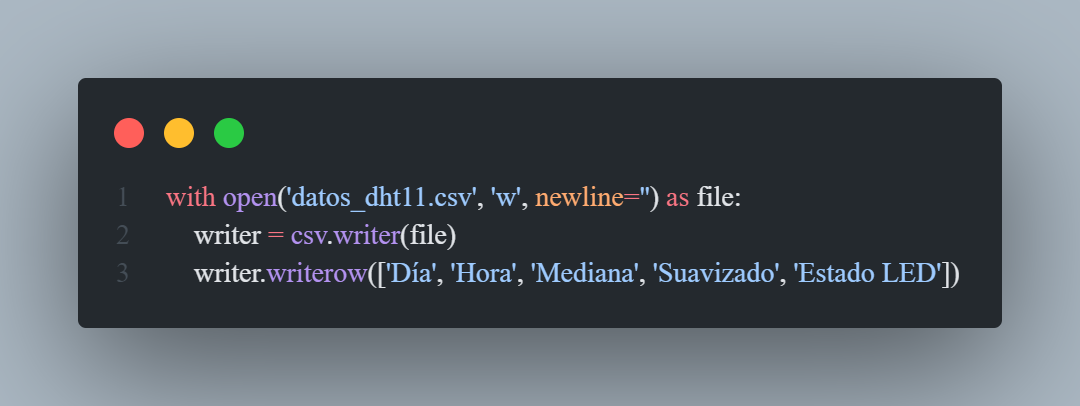 1 with open('datos_dht11.csv', 'w', newline='') as file:
2     writer = csv.writer(file)
3     writer.writerow(['Día', 'Hora', 'Mediana', 'Suavizado', 'Estado LED'])